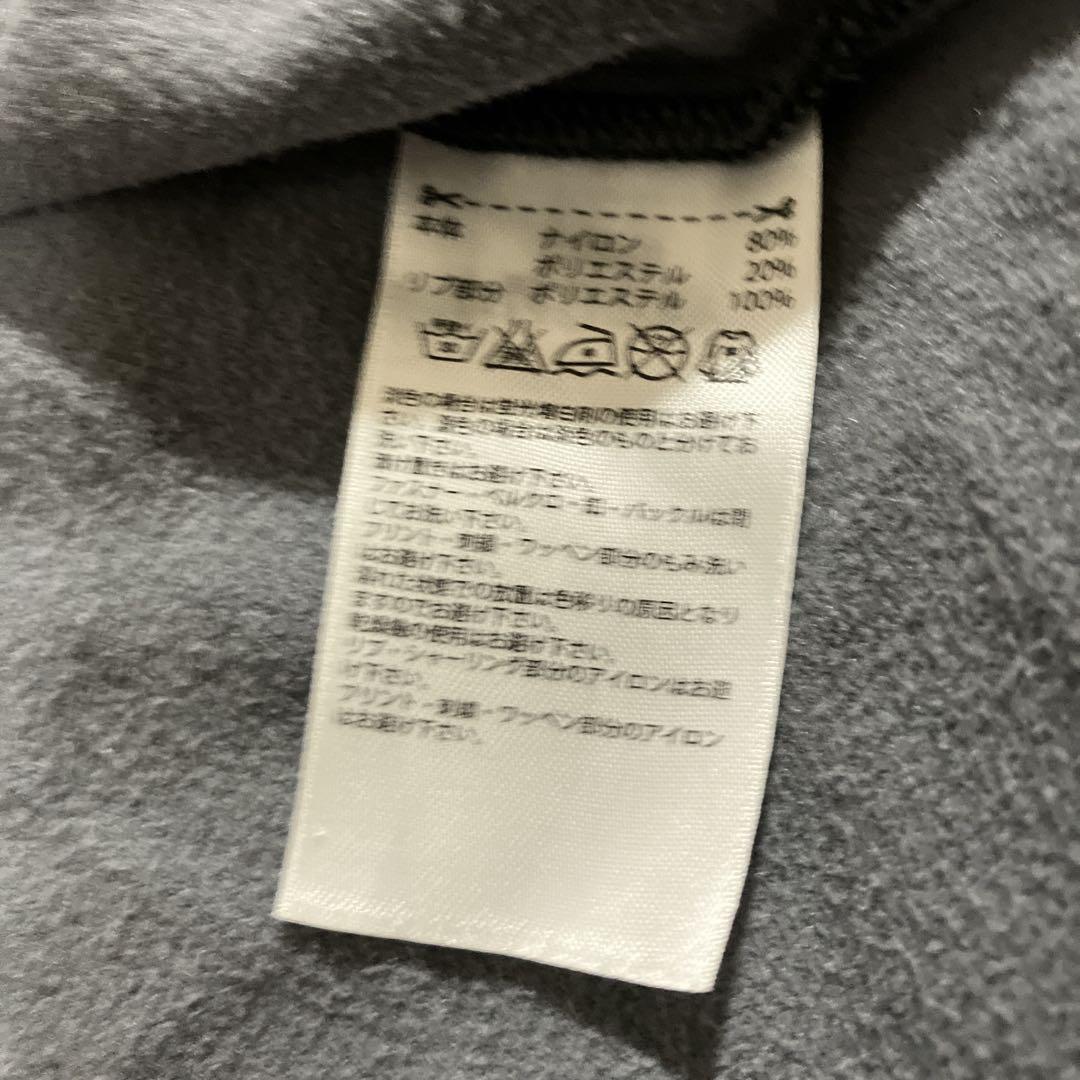 本体 ナイロン 80%
ポリエステル 20%
リブ部分 ポリエステル 100%
淡色の場合は蛍光増白剤の使用はお避け下
さい。濃色の場合は淡色のものと分けてお
洗い下さい。
漬け置きはお避け下さい。
ファスナー・ベルクロ・釦・バックルは閉
じてお洗い下さい。
プリント・刺繍・ワッペン部分のもみ洗い
はお避け下さい。
濡れた状態での放置は色移りの原因となり
ますのでお避け下さい。
乾燥機の使用はお避け下さい。
リブ・シャーリング部分のアイロンはお避
け下さい。
プリント・刺繍・ワッペン部分のアイロン
はお避け下さい。